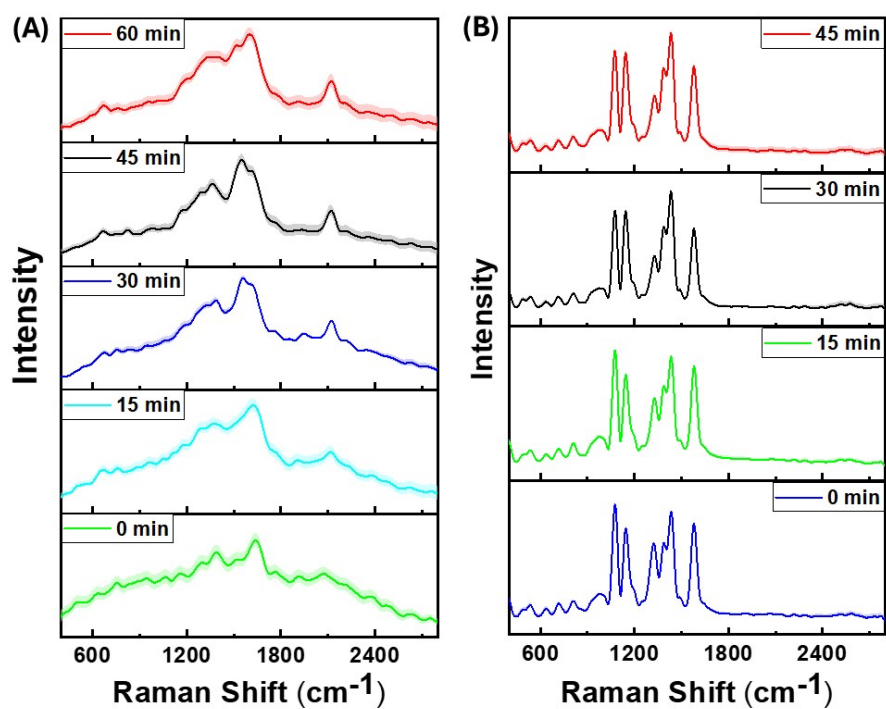 (A)
60 min
45 min
30 min
15 min
0 min
Intensity
600 1200 1800 2400
Raman Shift (cm⁻¹)
(B)
45 min
30 min
15 min
0 min
Intensity
600 1200 1800 2400
Raman Shift (cm⁻¹)